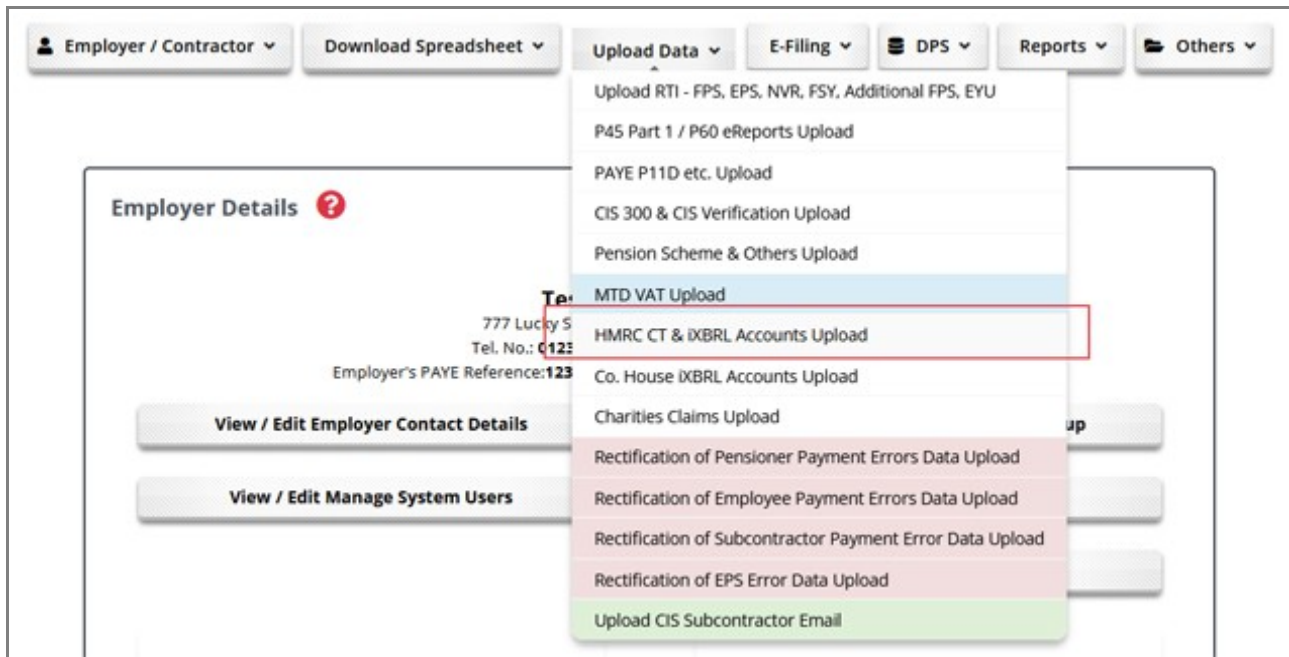 Employer / Contractor
Download Spreadsheet
Upload Data
E-Filing
DPS
Reports
Others
Upload RTI - FPS, EPS, NVR, FSY, Additional FPS, EYU
P45 Part 1 / P60 eReports Upload
PAYE P11D etc. Upload
CIS 300 & CIS Verification Upload
Pension Scheme & Others Upload
MTD VAT Upload
HMRC CT & iXBRL Accounts Upload
Co. House iXBRL Accounts Upload
Charities Claims Upload
Rectification of Pensioner Payment Errors Data Upload
Rectification of Employee Payment Errors Data Upload
Rectification of Subcontractor Payment Error Data Upload
Rectification of EPS Error Data Upload
Upload CIS Subcontractor Email
Employer Details ?
Tes
777 Lucky S
Tel. No.: 0123
Employer's PAYE Reference:123
View / Edit Employer Contact Details
up
View / Edit Manage System Users